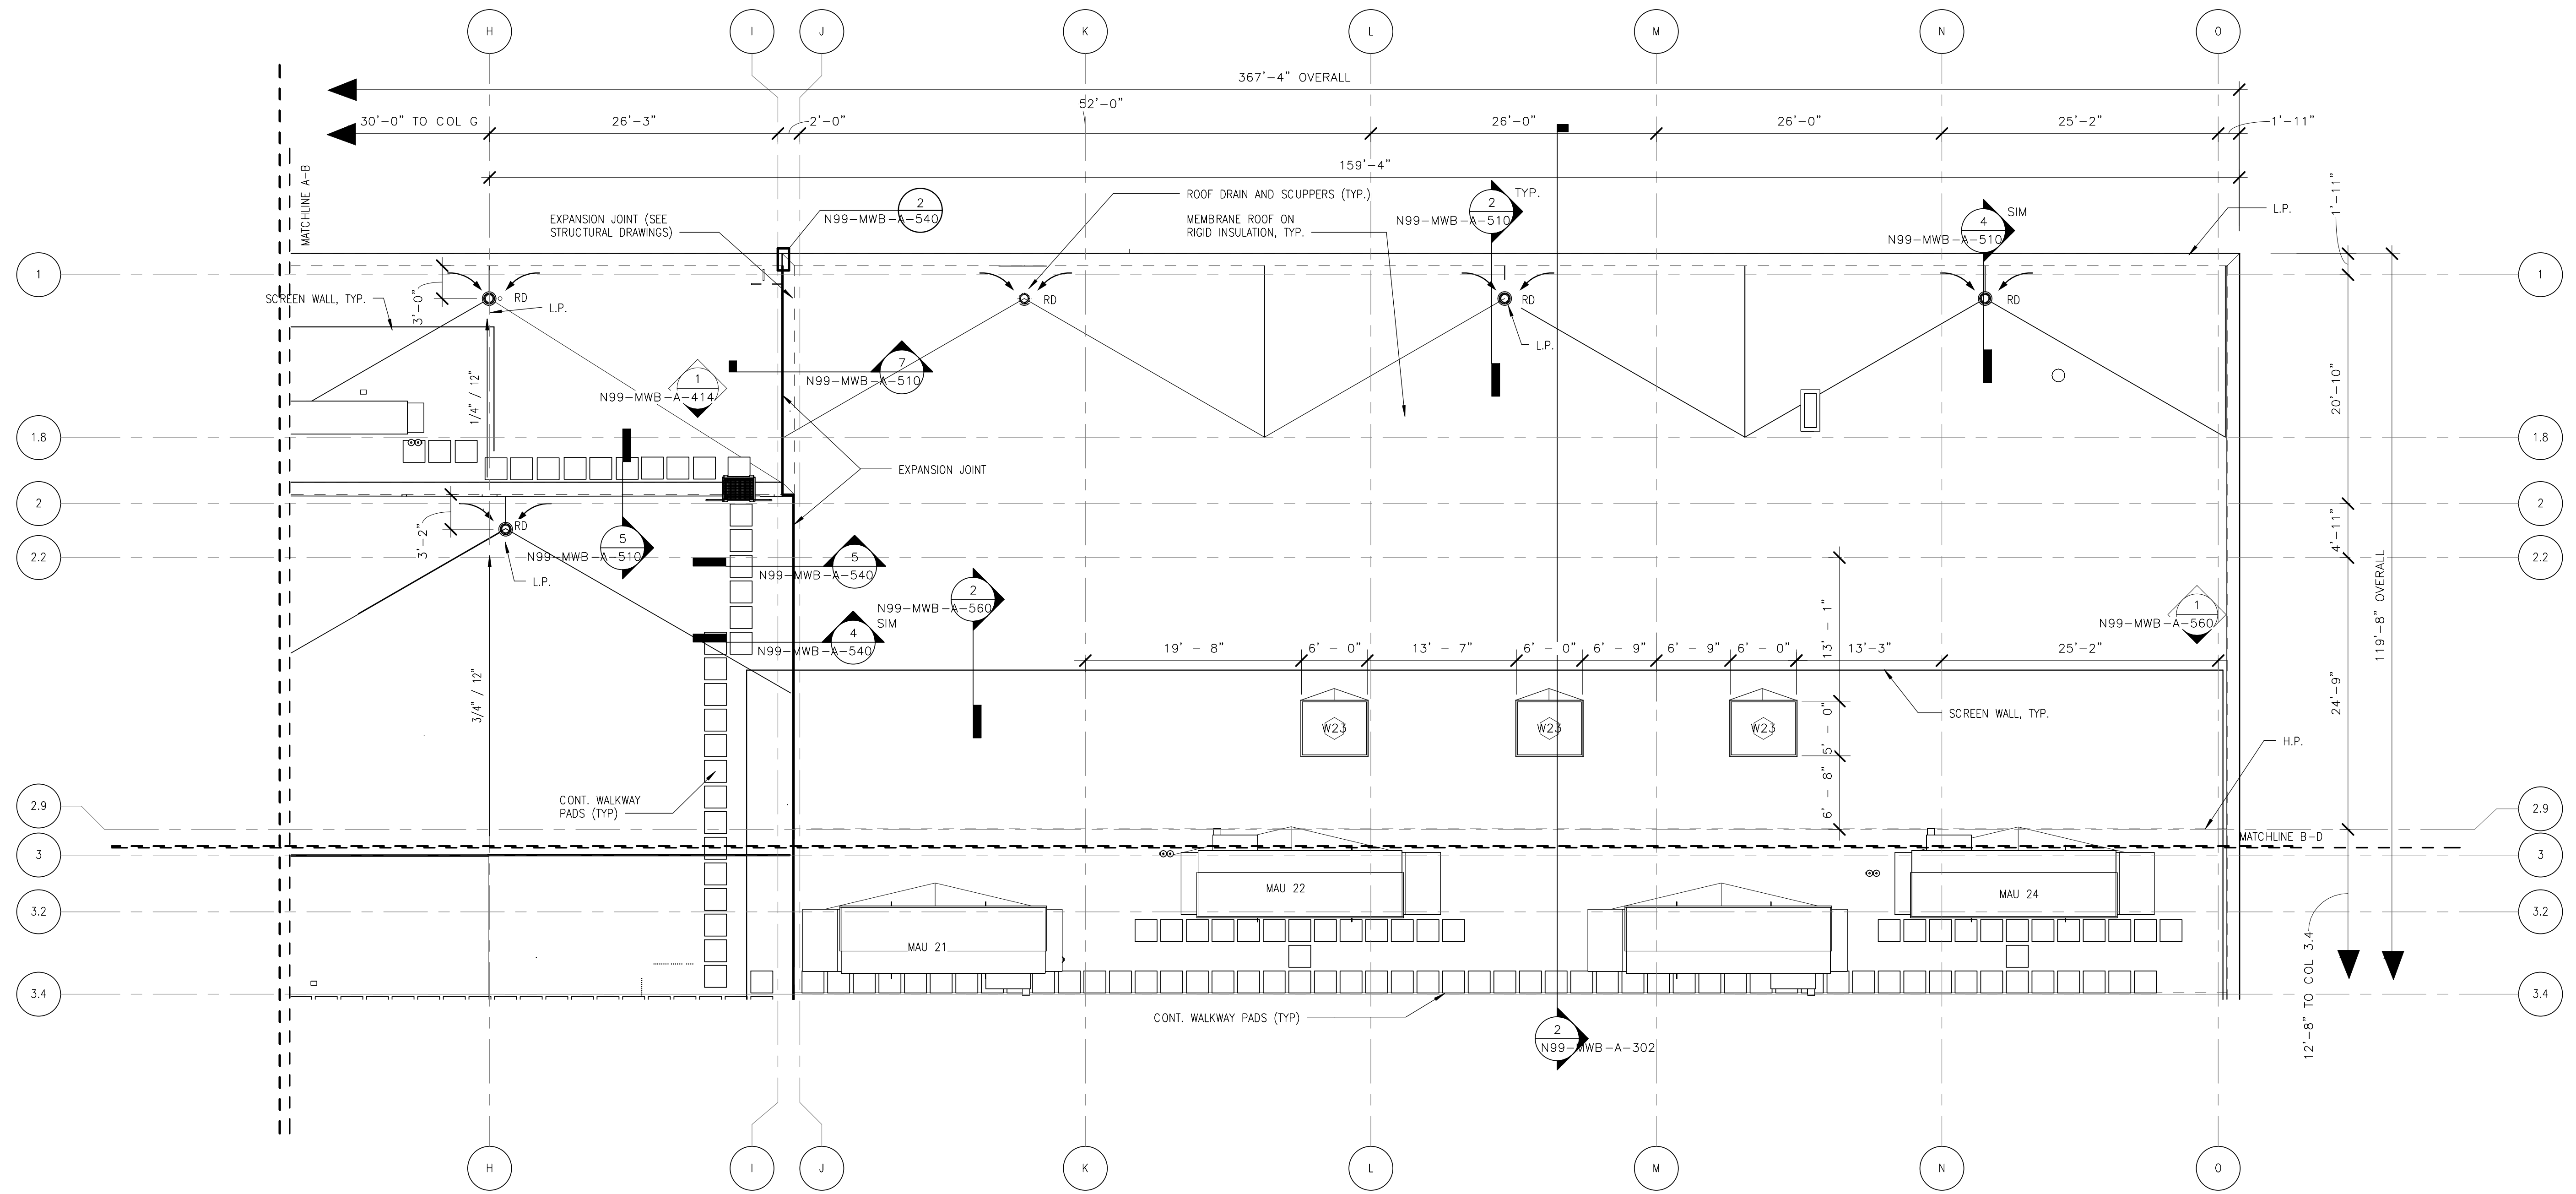 H I J K L M N O
367'-4" OVERALL
52'-0"
30'-0" TO COL G 26'-3" 2'-0" 26'-0" 26'-0" 25'-2" 1'-11"
159'-4"
MATCHLINE A-B
ROOF DRAIN AND SCUPPERS (TYP.)
2 TYP.
N99-MWB-A-510
2
N99-MWB-A-540
EXPANSION JOINT (SEE
STRUCTURAL DRAWINGS)
MEMBRANE ROOF ON
RIGID INSULATION, TYP.
4 SIM
N99-MWB-A-510
L.P.
1'-11"
1 1
SCREEN WALL, TYP.
3'-0"
RD RD RD RD
L.P.
L.P.
7
N99-MWB-A-510
1
N99-MWB-A-414
1/4" / 12"
20'-10"
1.8 1.8
EXPANSION JOINT
2 2
3'-2"
RD
5
N99-MWB-A-510
4'-11"
2.2 2.2
L.P.
5
N99-MWB-A-540
2
N99-MWB-A-560
SIM
4
N99-MWB-A-540
1
N99-MWB-A-560
119'-8" OVERALL
13' - 1"
19' - 8" 6' - 0" 13' - 7" 6' - 0" 6' - 9" 6' - 9" 6' - 0" 13'-3" 25'-2"
3/4" / 12"
24'-9"
SCREEN WALL, TYP.
W23 W23 W23
5' - 0"
H.P.
6' - 8"
CONT. WALKWAY
PADS (TYP)
2.9 2.9
MATCHLINE B-D
3 3
MAU 22
MAU 24
3.2 3.2
MAU 21
12'-8" TO COL 3.4
3.4 3.4
CONT. WALKWAY PADS (TYP)
2
N99-MWB-A-302
H I J K L M N O